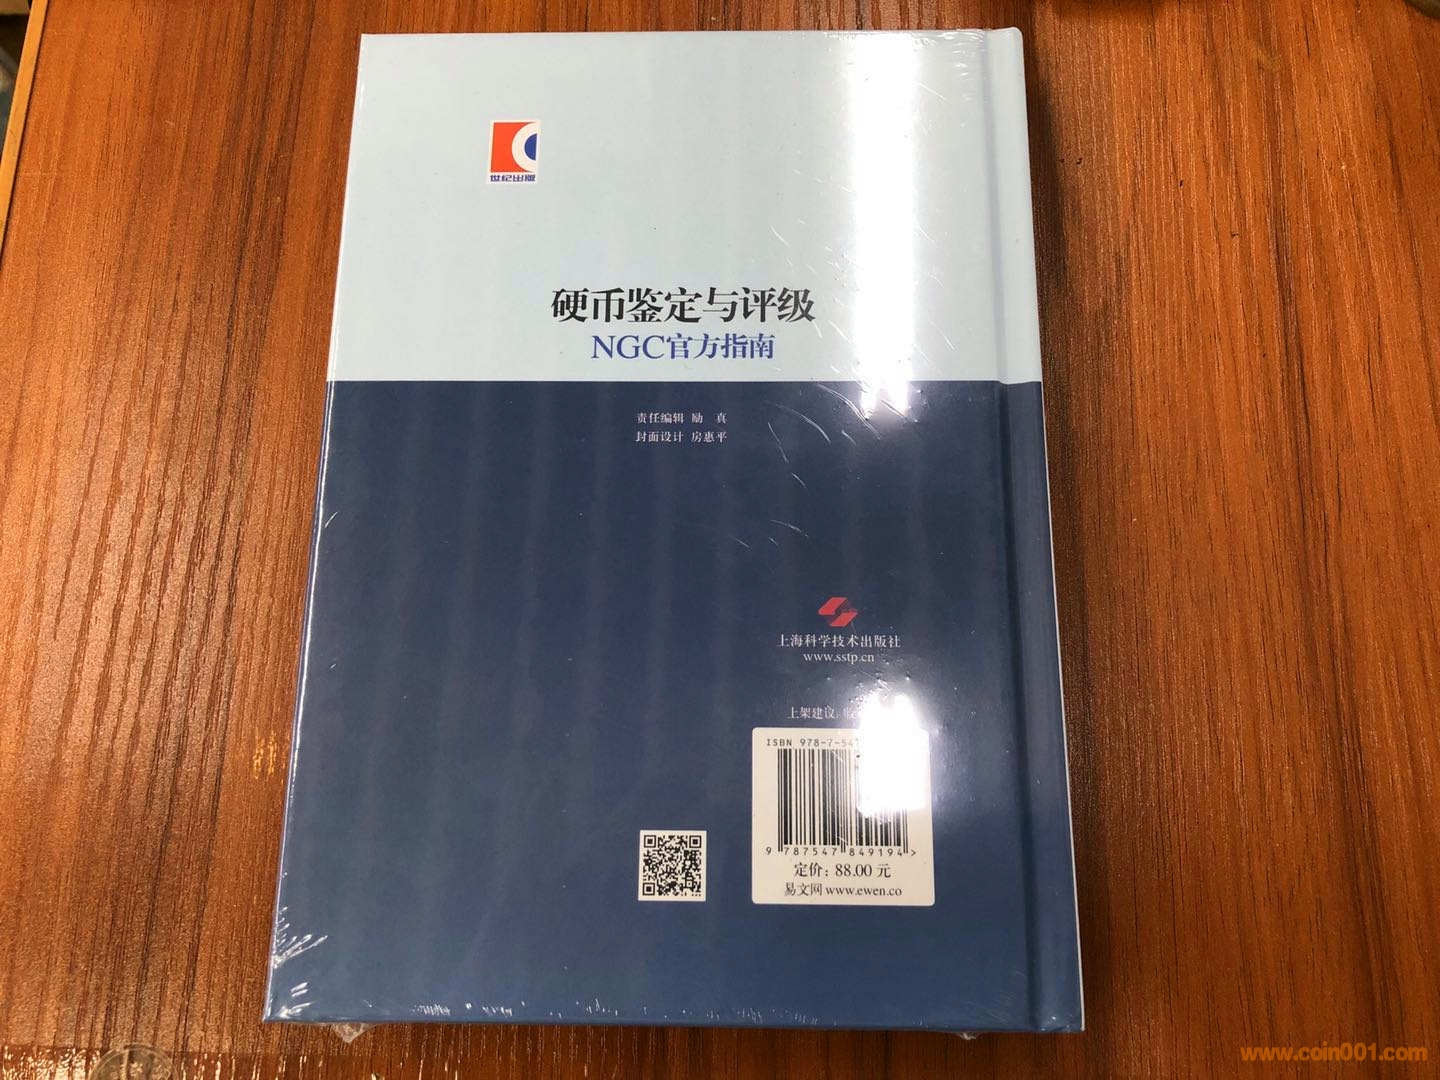 世纪出版
硬币鉴定与评级
NGC官方指南
责任编辑 励 真
封面设计 房惠平
上海科学技术出版社
www.sstp.cn
上架建议:
ISBN 978-7-54
9 787547 849194 >
定价: 88.00 元
易文网 www.ewen.co
www.coin001.com